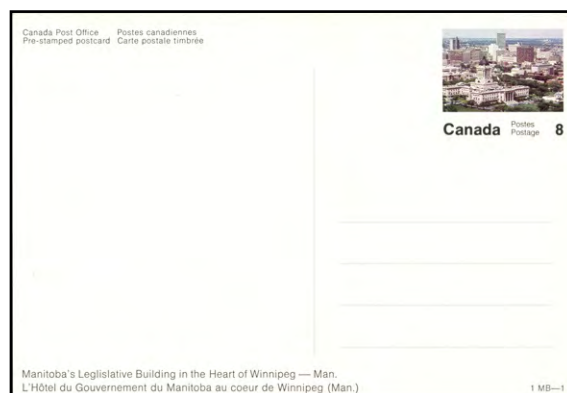 Canada Post Office Postes canadiennes
Pre-stamped postcard Carte postale timbrée
Canada Postes Postage 8
Manitoba's Leglislative Building in the Heart of Winnipeg — Man.
L'Hôtel du Gouvernement du Manitoba au coeur de Winnipeg (Man.)
1 MB—1